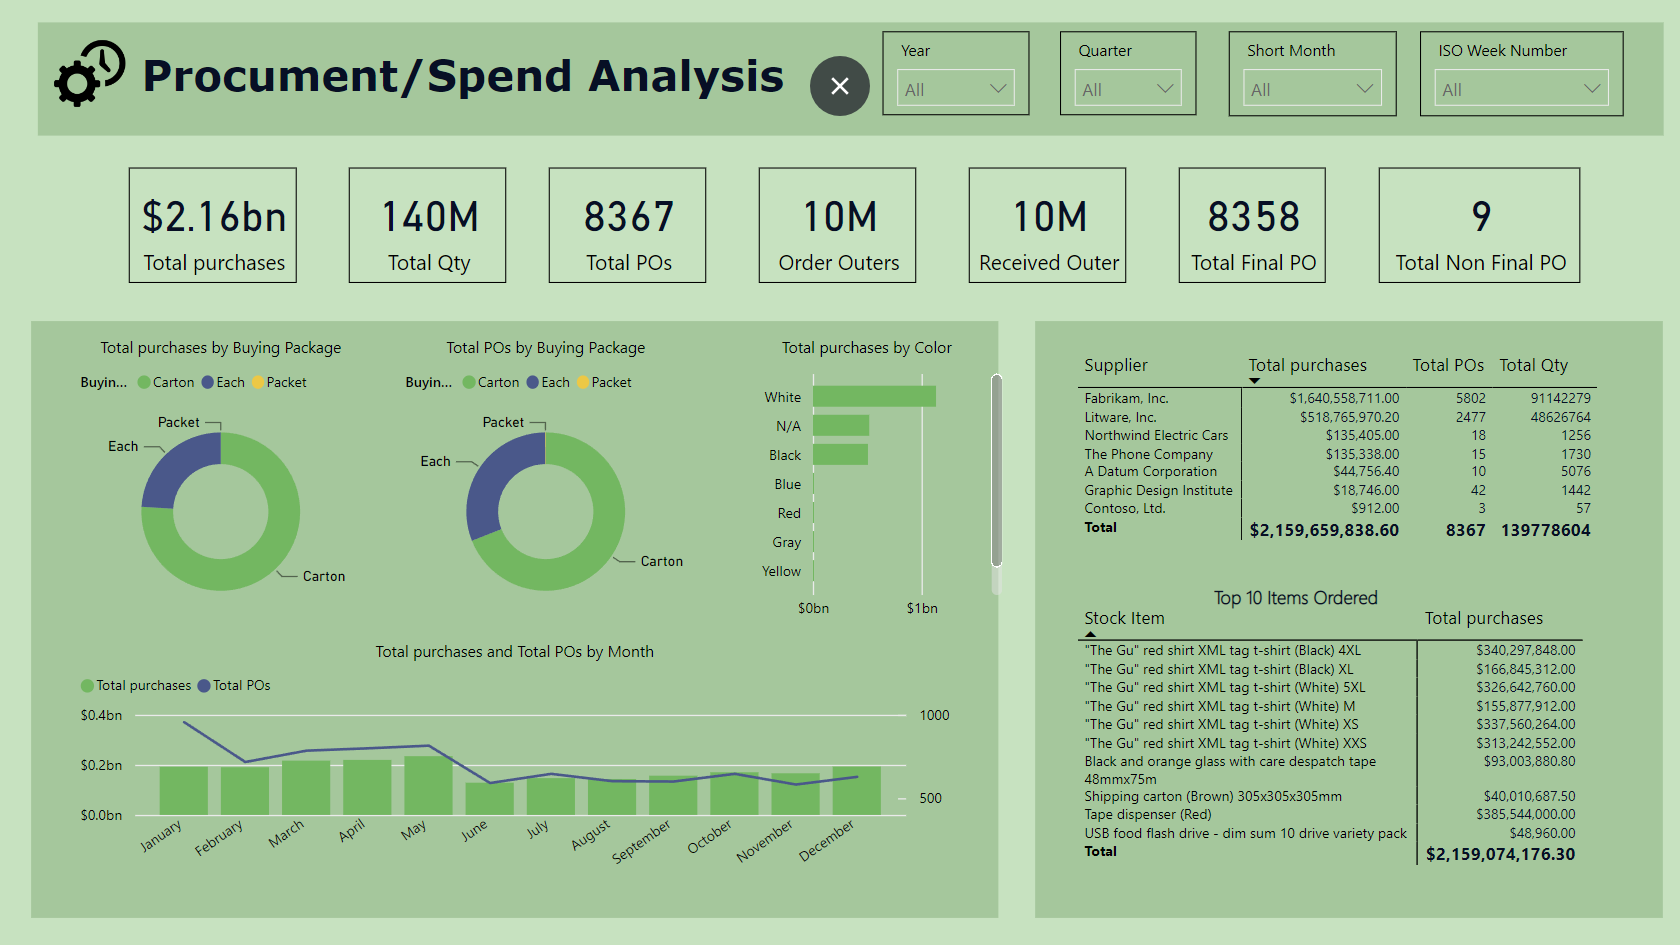 Procument/Spend Analysis
Year
All
Quarter
All
Short Month
All
ISO Week Number
All
$2.16bn
Total purchases
140M
Total Qty
8367
Total POs
10M
Order Outers
10M
Received Outer
8358
Total Final PO
9
Total Non Final PO
Total purchases by Buying Package
Buyin... Carton Each Packet
Packet
Each
Carton
Total POs by Buying Package
Buyin... Carton Each Packet
Packet
Each
Carton
Total purchases by Color
White
N/A
Black
Blue
Red
Gray
Yellow
$0bn $1bn
Total purchases and Total POs by Month
Total purchases Total POs
$0.4bn
$0.2bn
$0.0bn
1000
500
January February March April May June July August September October November December
Supplier Total purchases Total POs Total Qty
Fabrikam, Inc. $1,640,558,711.00 5802 91142279
Litware, Inc. $518,765,970.20 2477 48626764
Northwind Electric Cars $135,405.00 18 1256
The Phone Company $135,338.00 15 1730
A Datum Corporation $44,756.40 10 5076
Graphic Design Institute $18,746.00 42 1442
Contoso, Ltd. $912.00 3 57
Total $2,159,659,838.60 8367 139778604
Top 10 Items Ordered
Stock Item Total purchases
"The Gu" red shirt XML tag t-shirt (Black) 4XL $340,297,848.00
"The Gu" red shirt XML tag t-shirt (Black) XL $166,845,312.00
"The Gu" red shirt XML tag t-shirt (White) 5XL $326,642,760.00
"The Gu" red shirt XML tag t-shirt (White) M $155,877,912.00
"The Gu" red shirt XML tag t-shirt (White) XS $337,560,264.00
"The Gu" red shirt XML tag t-shirt (White) XXS $313,242,552.00
Black and orange glass with care despatch tape $93,003,880.80
48mmx75m
Shipping carton (Brown) 305x305x305mm $40,010,687.50
Tape dispenser (Red) $385,544,000.00
USB food flash drive - dim sum 10 drive variety pack $48,960.00
Total $2,159,074,176.30